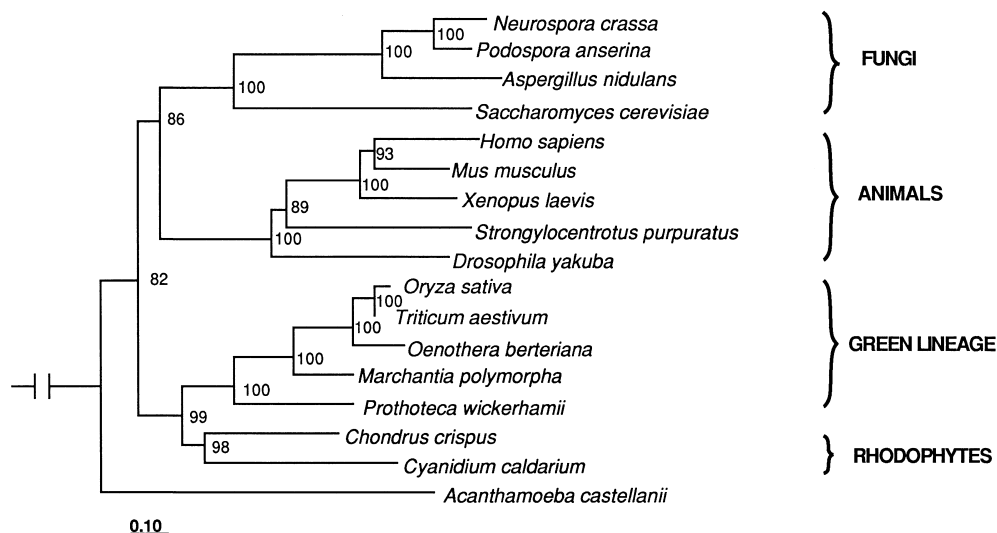 Neurospora crassa
100
Podospora anserina
100
FUNGI
Aspergillus nidulans
100
Saccharomyces cerevisiae
86
Homo sapiens
93
Mus musculus
100
ANIMALS
Xenopus laevis
89
Strongylocentrotus purpuratus
100
Drosophila yakuba
82
Oryza sativa
100
Triticum aestivum
100
Oenothera berteriana
GREEN LINEAGE
100
Marchantia polymorpha
100
Prothoteca wickerhamii
99
Chondrus crispus
98
RHODOPHYTES
Cyanidium caldarium
Acanthamoeba castellanii
0.10